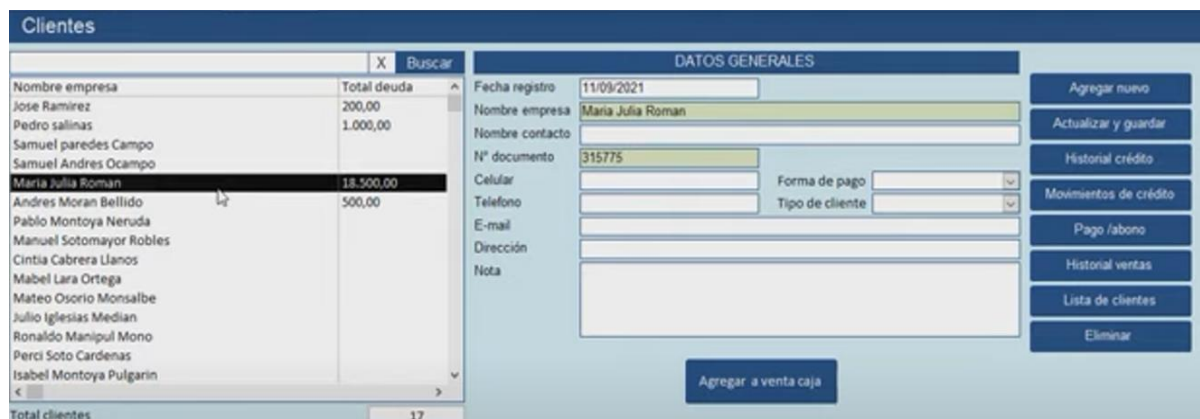 Clientes
X Buscar
Nombre empresa Total deuda
Jose Ramirez 200,00
Pedro salinas 1.000,00
Samuel paredes Campo
Samuel Andres Ocampo
Maria Julia Roman 18.500,00
Andres Moran Bellido 500,00
Pablo Montoya Neruda
Manuel Sotomayor Robles
Cintia Cabrera Llanos
Mabel Lara Ortega
Mateo Osorio Monsalbe
Julio Iglesias Median
Ronaldo Manipul Mono
Perci Soto Cardenas
Isabel Montoya Pulgarin
Total clientes 17
DATOS GENERALES
Fecha registro 11/09/2021
Nombre empresa Maria Julia Roman
Nombre contacto
N° documento 315775
Celular Forma de pago
Telefono Tipo de cliente
E-mail
Dirección
Nota
Agregar a venta caja
Agregar nuevo
Actualizar y guardar
Historial crédito
Movimientos de crédito
Pago /abono
Historial ventas
Lista de clientes
Eliminar